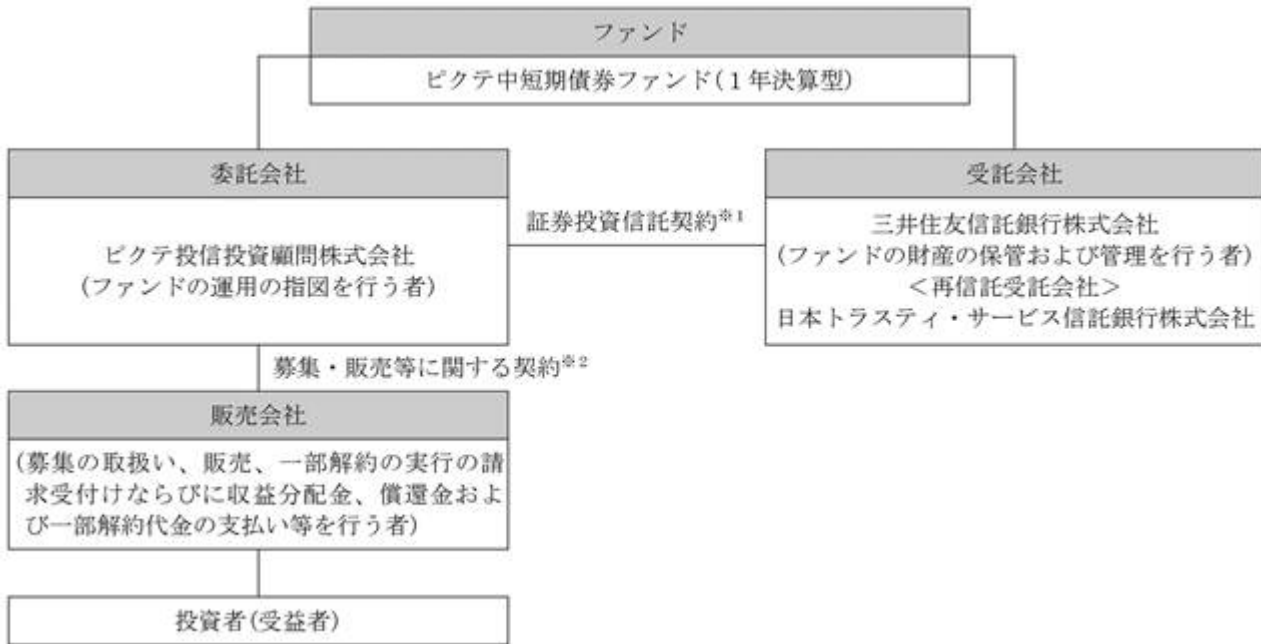 ファンド
ピクテ中短期債券ファンド(1年決算型)
委託会社
ピクテ投信投資顧問株式会社
(ファンドの運用の指図を行う者)
証券投資信託契約※1
受託会社
三井住友信託銀行株式会社
(ファンドの財産の保管および管理を行う者)
<再信託受託会社>
日本トラスティ・サービス信託銀行株式会社
募集・販売等に関する契約※2
販売会社
(募集の取扱い、販売、一部解約の実行の請
求受付けならびに収益分配金、償還金およ
び一部解約代金の支払い等を行う者)
投資者(受益者)